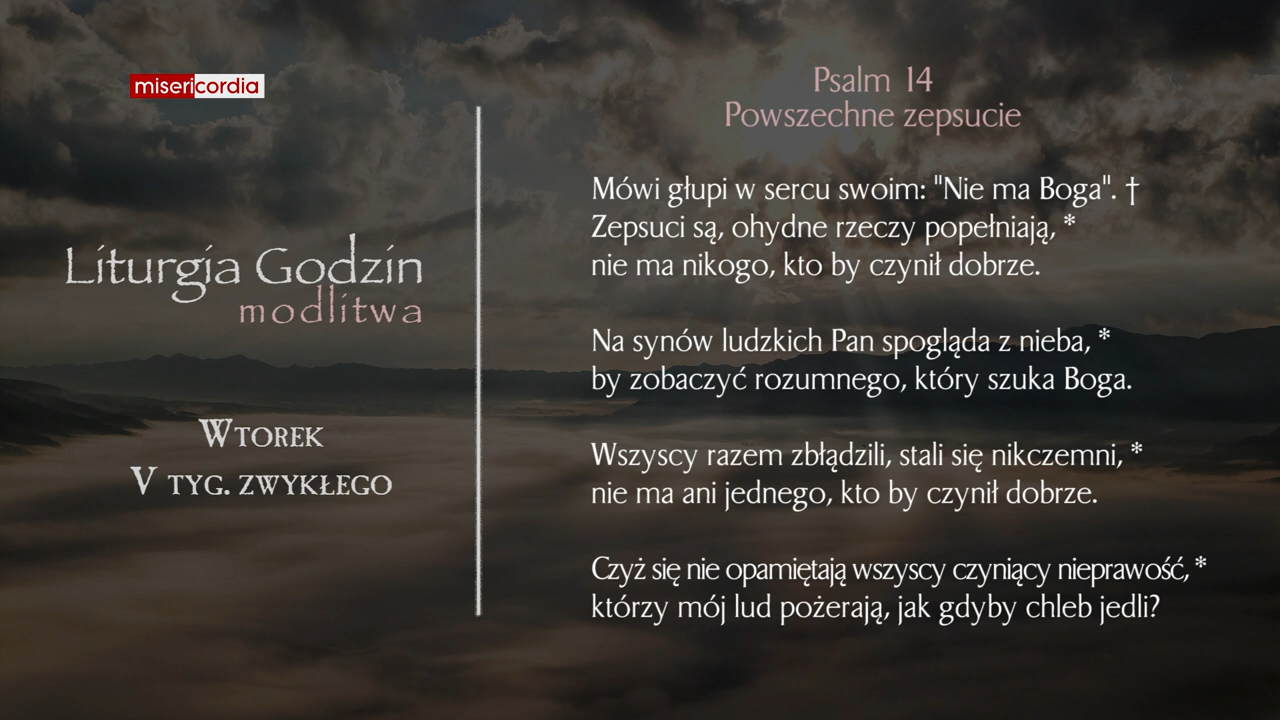 misericordia
Liturgia Godzin
modlitwa
Wtorek
V tyg. zwykłego
Psalm 14
Powszechne zepsucie
Mówi głupi w sercu swoim: "Nie ma Boga". †
Zepsuci są, ohydne rzeczy popełniają, *
nie ma nikogo, kto by czynił dobrze.
Na synów ludzkich Pan spogląda z nieba, *
by zobaczyć rozumnego, który szuka Boga.
Wszyscy razem zbłądzili, stali się nikczemni, *
nie ma ani jednego, kto by czynił dobrze.
Czyż się nie opamiętają wszyscy czyniący nieprawość, *
którzy mój lud pożerają, jak gdyby chleb jedli?